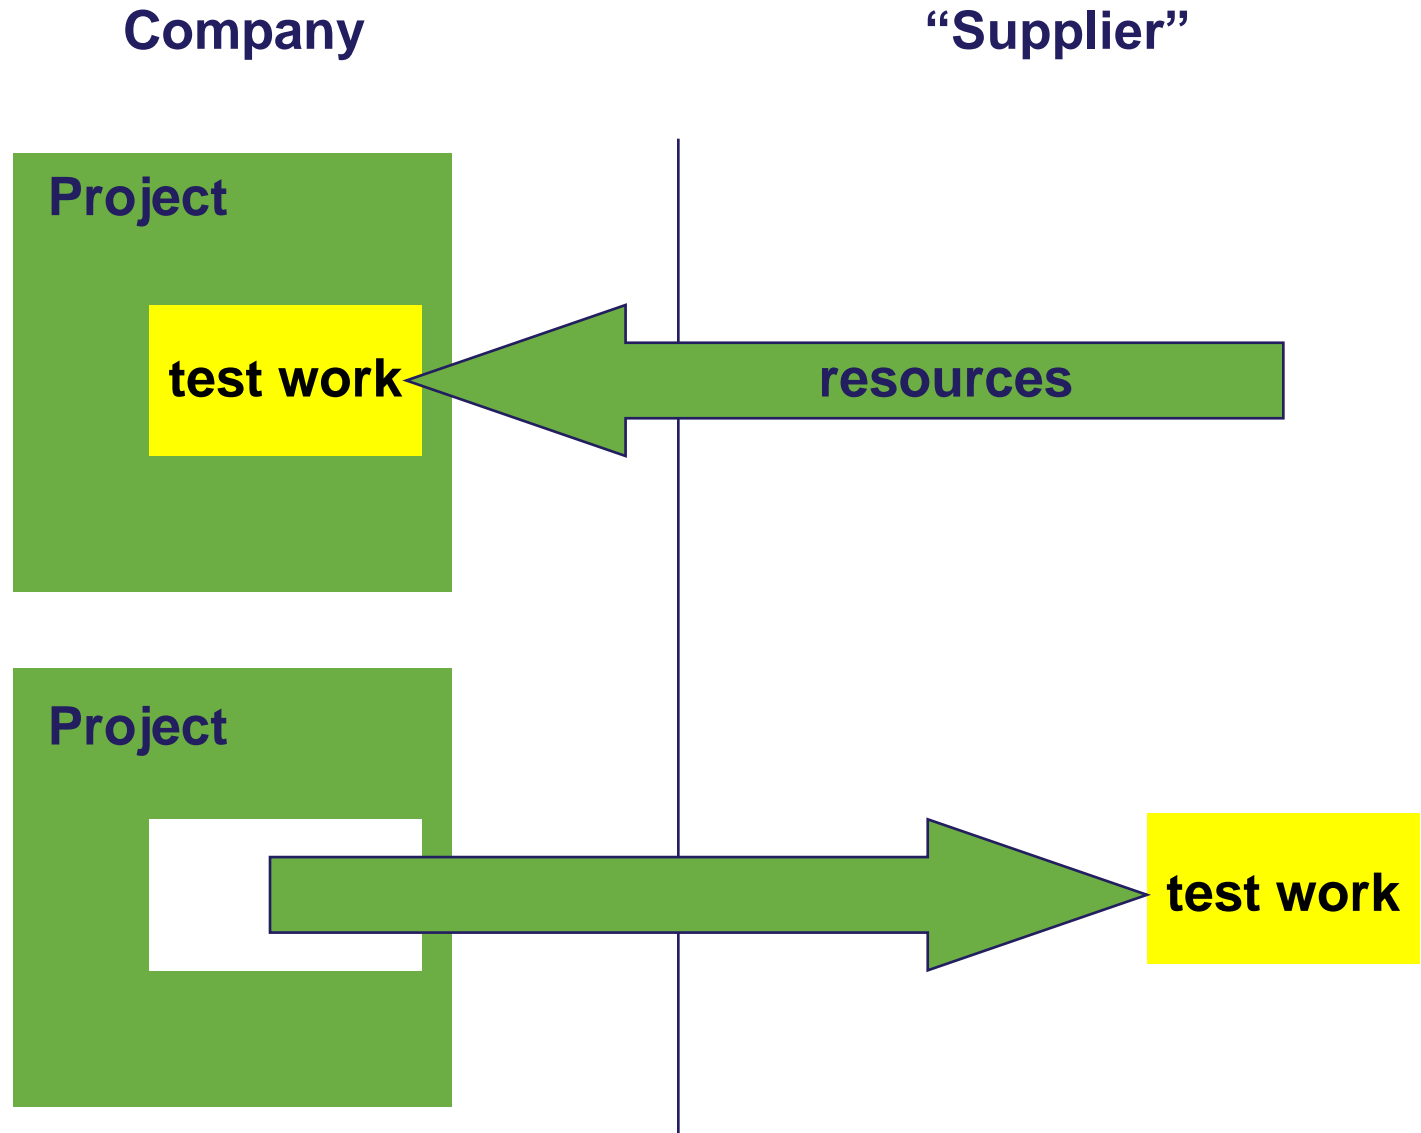 Company
“Supplier”
Project
test work
resources
Project
test work